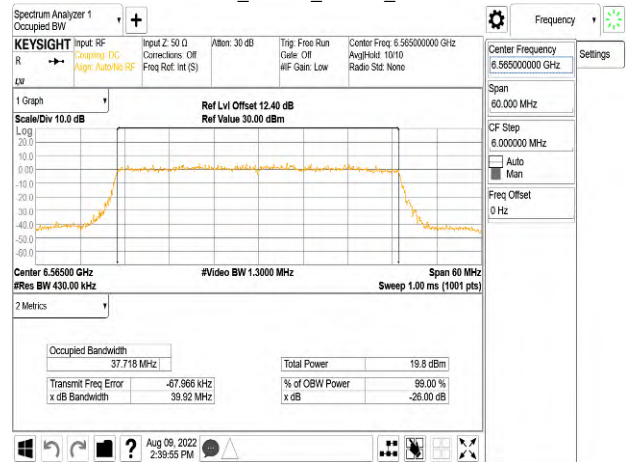 Spectrum Analyzer 1
Occupied BW
Frequency
KEYSIGHT
Input: RF
Coupling: DC
Align: Auto/No RF
Input Z: 50 Ω
Corrections: Off
Freq Ref: Int (S)
Atten: 30 dB
Trig: Free Run
Gate: Off
#IF Gain: Low
Center Freq: 6.565000000 GHz
Avg|Hold: 10/10
Radio Std: None
R
Center Frequency
6.565000000 GHz
Settings
Span
60.000 MHz
CF Step
6.000000 MHz
Auto
Man
Freq Offset
0 Hz
1 Graph
Scale/Div 10.0 dB
Ref Lvl Offset 12.40 dB
Ref Value 30.00 dBm
Log
20.0
10.0
0.00
-10.0
-20.0
-30.0
-40.0
-50.0
-60.0
Center 6.56500 GHz
#Video BW 1.3000 MHz
Span 60 MHz
#Res BW 430.00 kHz
Sweep 1.00 ms (1001 pts)
2 Metrics
Occupied Bandwidth
37.718 MHz
Total Power 19.8 dBm
Transmit Freq Error -67.966 kHz
% of OBW Power 99.00 %
x dB Bandwidth 39.92 MHz
x dB -26.00 dB
?
Aug 09, 2022
2:39:55 PM